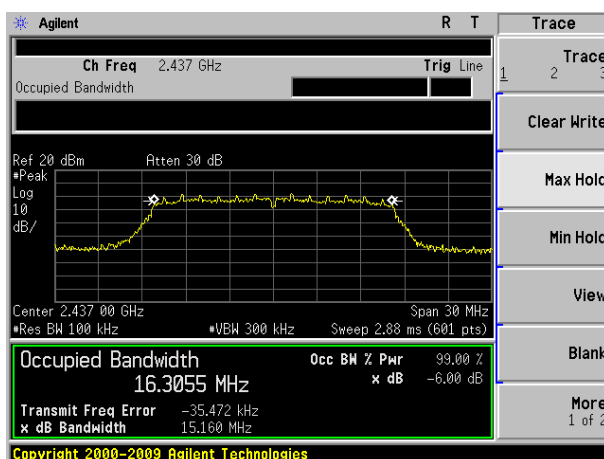 Agilent R T Trace
Ch Freq 2.437 GHz Trig Line
Occupied Bandwidth
Trace
1 2 3
Clear Write
Max Hold
Min Hold
View
Blank
More
1 of 2
Ref 20 dBm Atten 30 dB
#Peak
Log
10
dB/
Center 2.437 00 GHz Span 30 MHz
#Res BW 100 kHz #VBW 300 kHz Sweep 2.88 ms (601 pts)
Occupied Bandwidth Occ BW % Pwr 99.00 %
16.3055 MHz x dB -6.00 dB
Transmit Freq Error -35.472 kHz
x dB Bandwidth 15.160 MHz
Copyright 2000-2009 Agilent Technologies